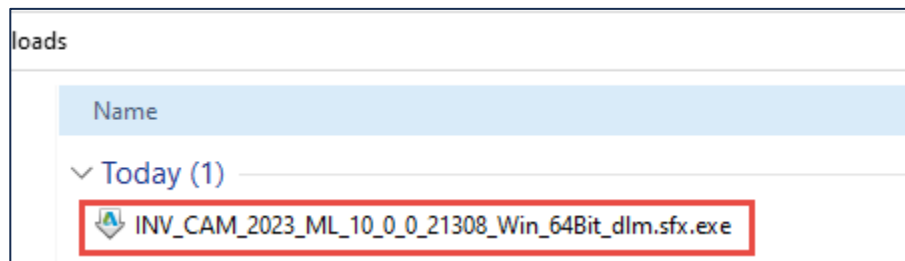 loads
Name
Today (1)
INV_CAM_2023_ML_10_0_0_21308_Win_64Bit_dlm.sfx.exe